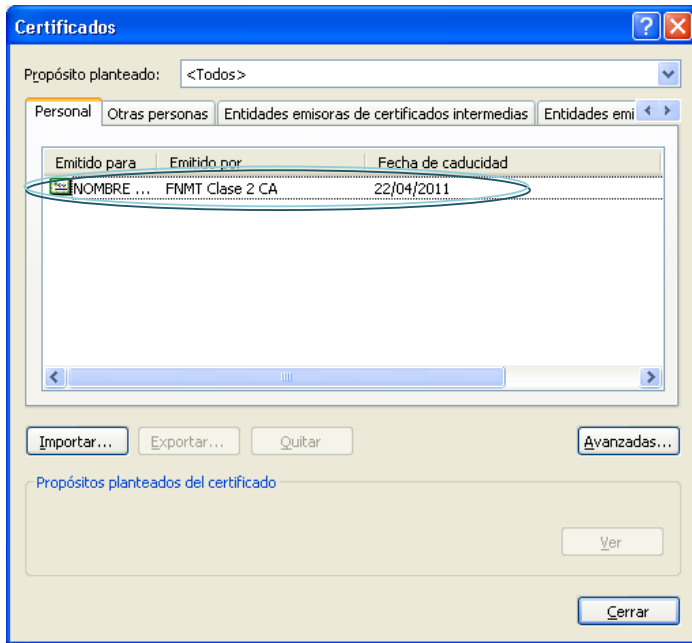 Certificados
Propósito planteado: <Todos>
Personal Otras personas Entidades emisoras de certificados intermedias Entidades emi
Emitido para Emitido por Fecha de caducidad
NOMBRE ... FNMT Clase 2 CA 22/04/2011
Importar... Exportar... Quitar Avanzadas...
Propósitos planteados del certificado
Ver
Cerrar